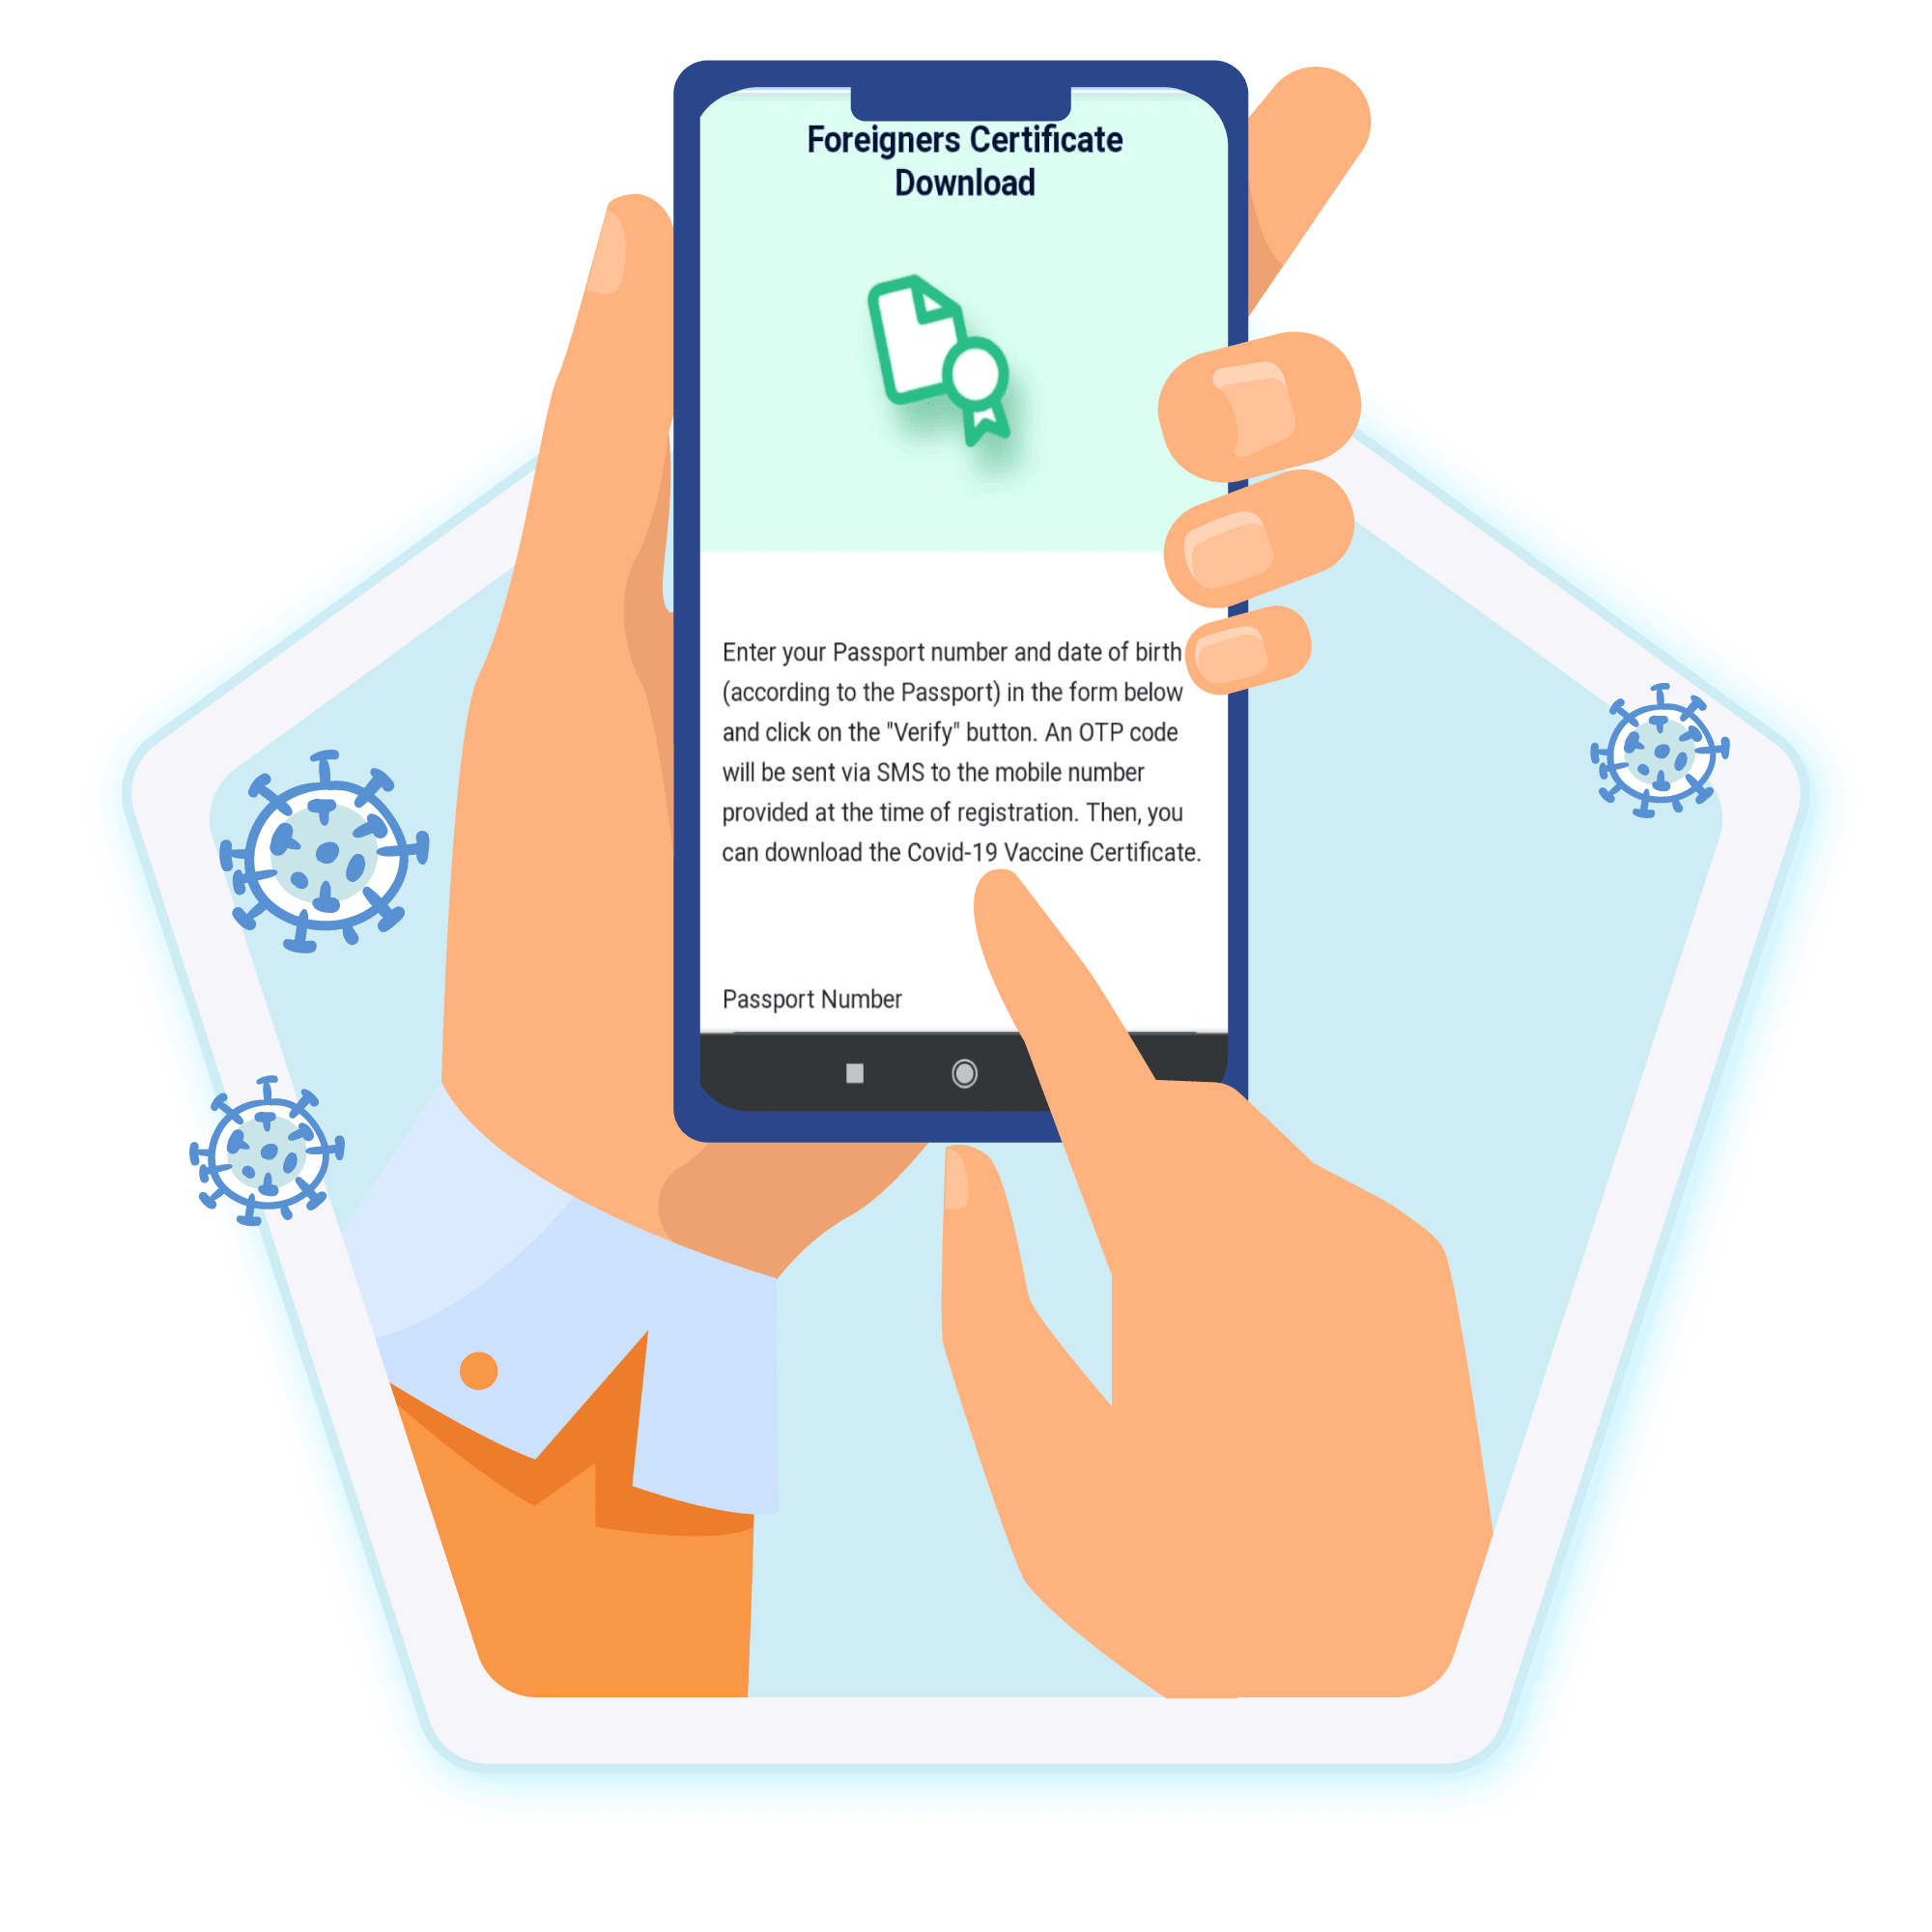 Foreigners Certificate
Download
Enter your Passport number and date of birth
(according to the Passport) in the form below
and click on the "Verify" button. An OTP code
will be sent via SMS to the mobile number
provided at the time of registration. Then, you
can download the Covid-19 Vaccine Certificate.
Passport Number